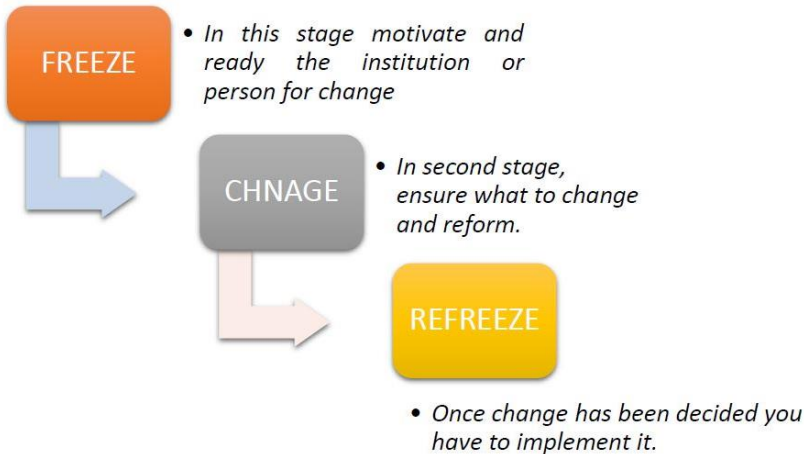 FREEZE
• In this stage motivate and
ready the institution or
person for change
CHNAGE
• In second stage,
ensure what to change
and reform.
REFREEZE
• Once change has been decided you
have to implement it.